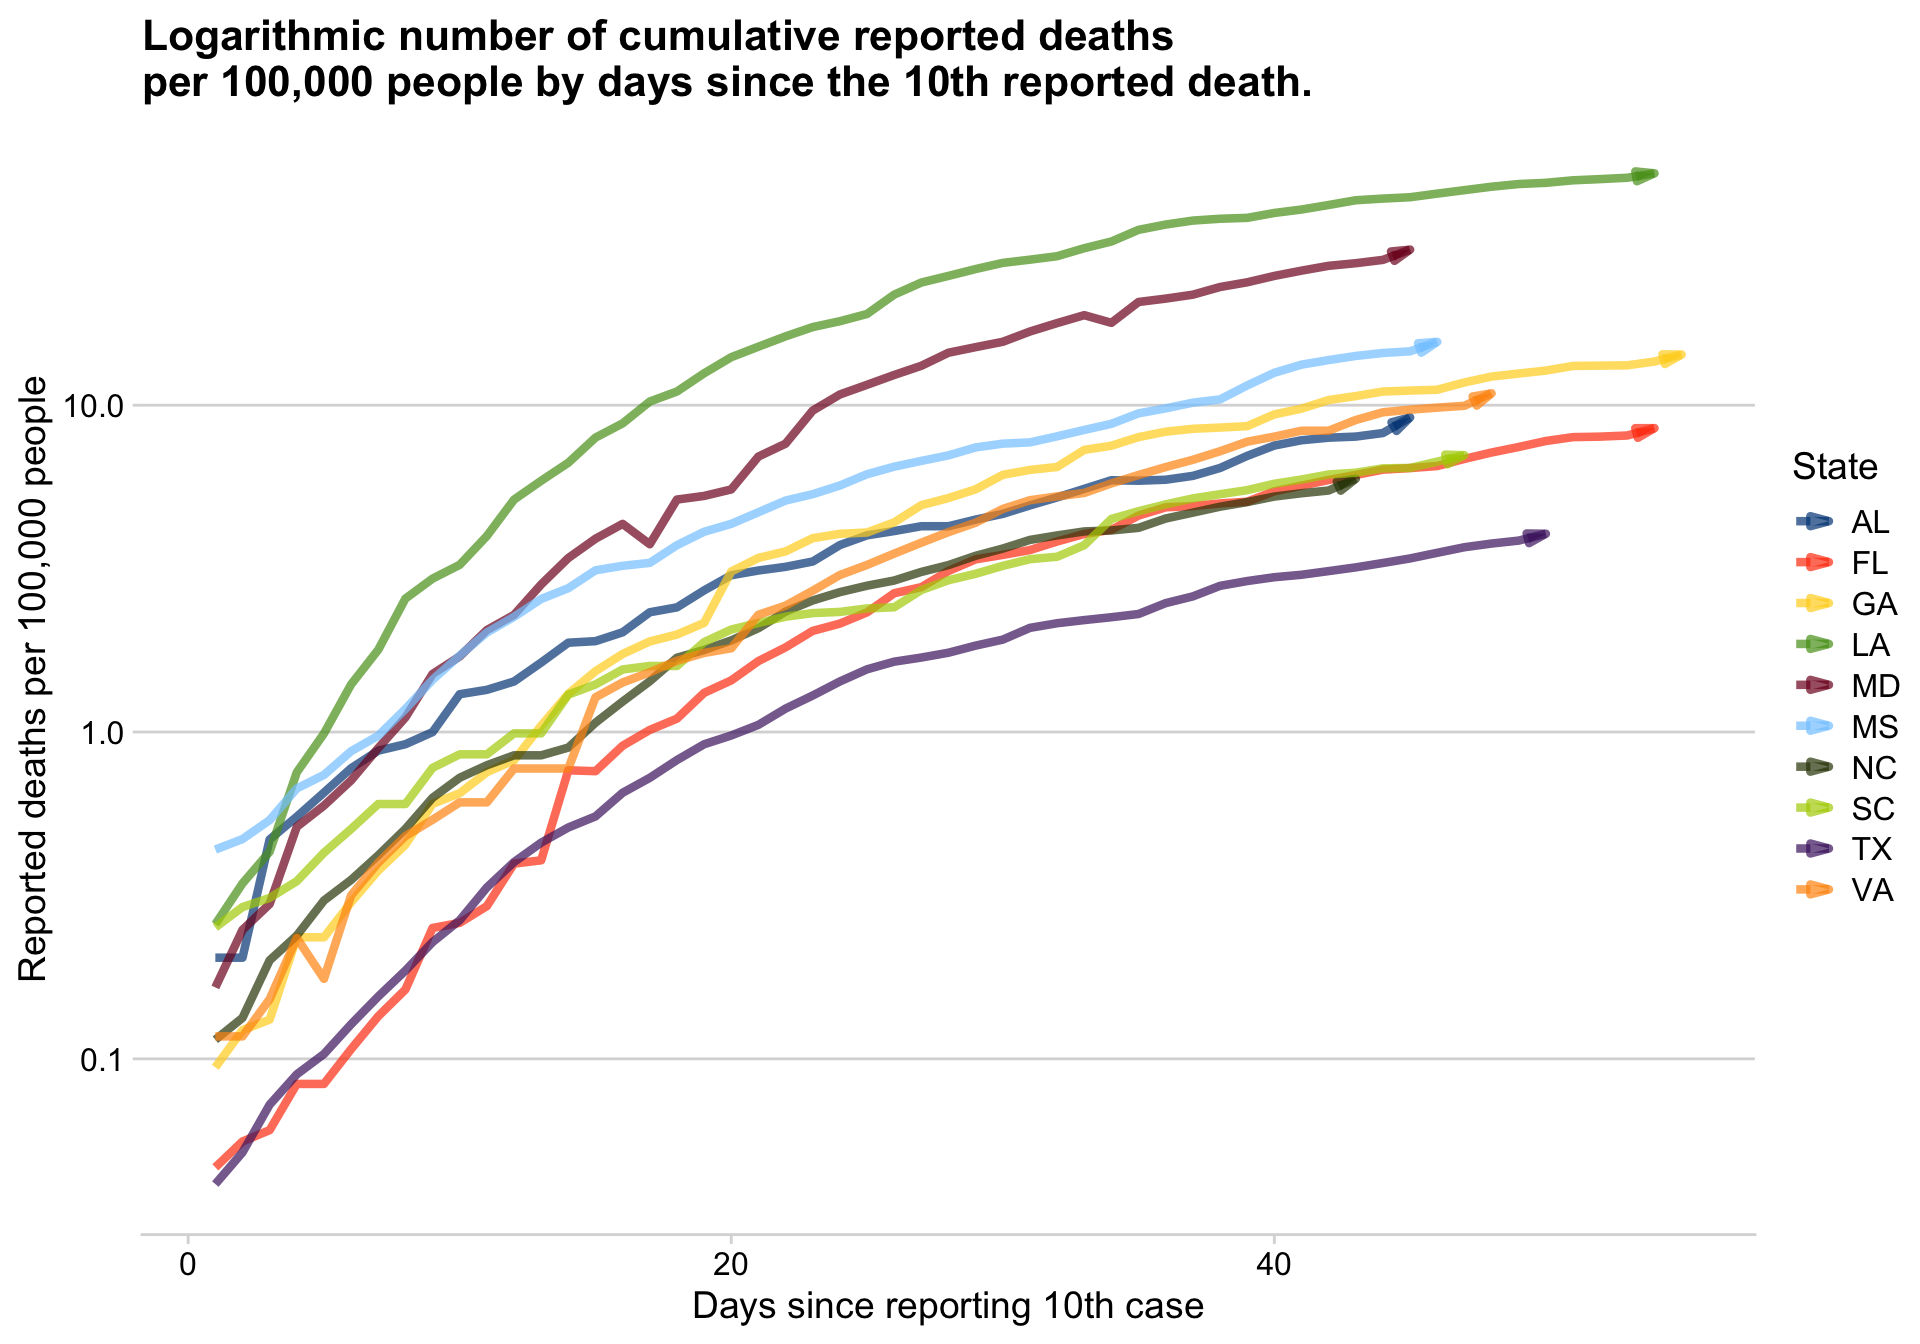 Logarithmic number of cumulative reported deaths
per 100,000 people by days since the 10th reported death.
Reported deaths per 100,000 people
10.0
1.0
0.1
0
20
40
Days since reporting 10th case
State
AL
FL
GA
LA
MD
MS
NC
SC
TX
VA